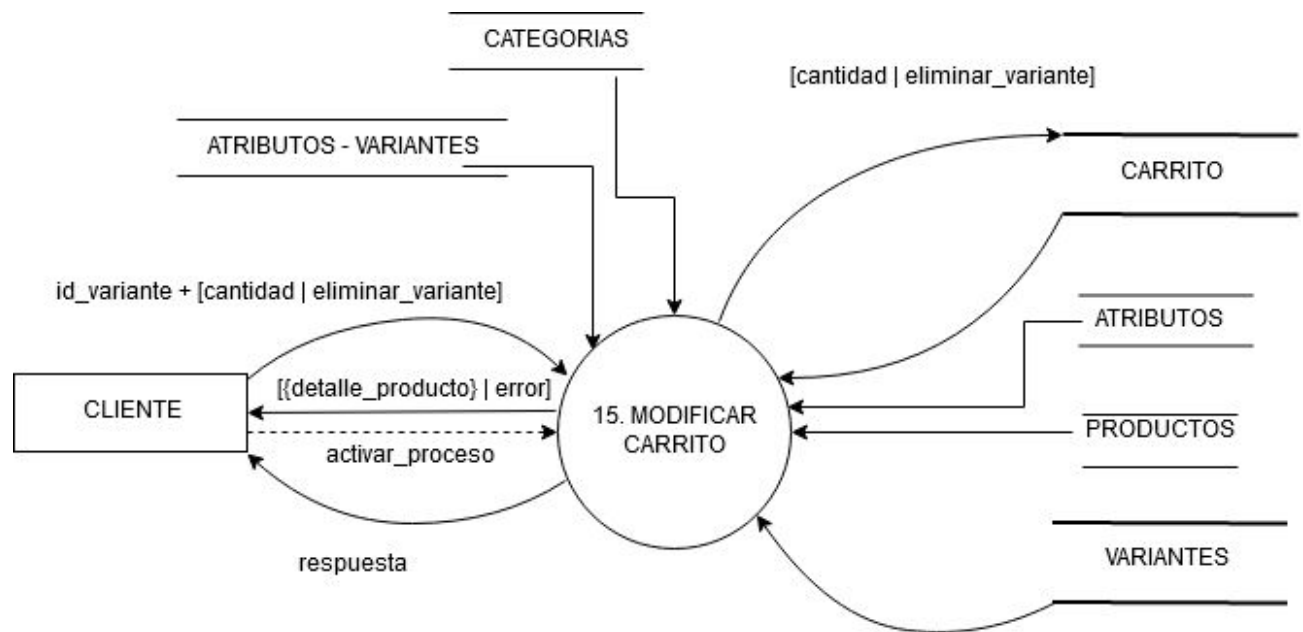 CATEGORIAS
[cantidad | eliminar_variante]
ATRIBUTOS - VARIANTES
CARRITO
id_variante + [cantidad | eliminar_variante]
ATRIBUTOS
[{detalle_producto} | error]
CLIENTE
15. MODIFICAR
CARRITO
PRODUCTOS
activar_proceso
respuesta
VARIANTES